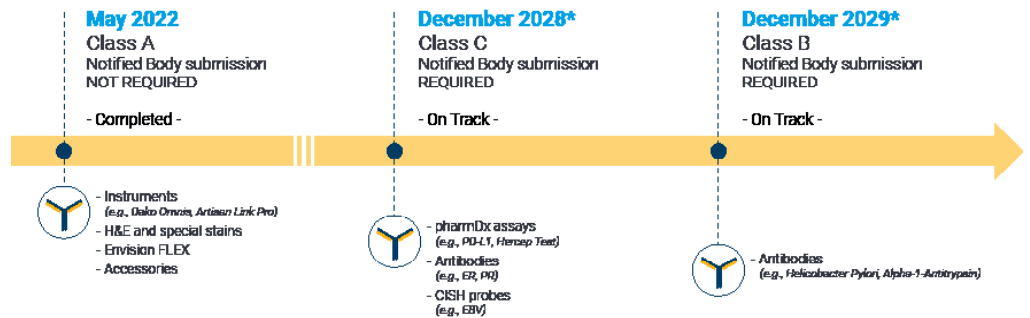 May 2022
Class A
Notified Body submission
NOT REQUIRED
- Completed -
- Instruments
(e.g., Dako Omnis, Artisan Link Pro)
- H&E and special stains
- Envision FLEX
- Accessories
December 2028*
Class C
Notified Body submission
REQUIRED
- On Track -
- pharmDx assays
(e.g., PD-L1, Hercep Test)
- Antibodies
(e.g., ER, PR)
- CISH probes
(e.g., EBV)
December 2029*
Class B
Notified Body submission
REQUIRED
- On Track -
- Antibodies
(e.g., Helicobacter Pylori, Alpha-1-Antitrypsin)